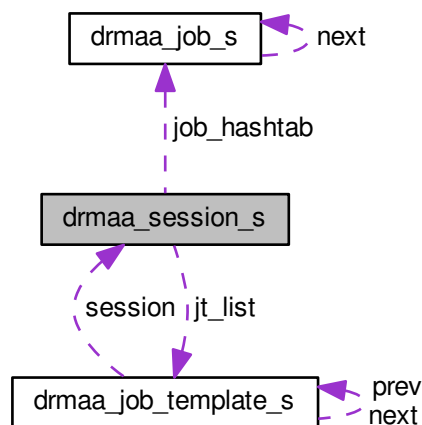 drmaa_job_s
next
job_hashtab
drmaa_session_s
session
jt_list
drmaa_job_template_s
prev
next